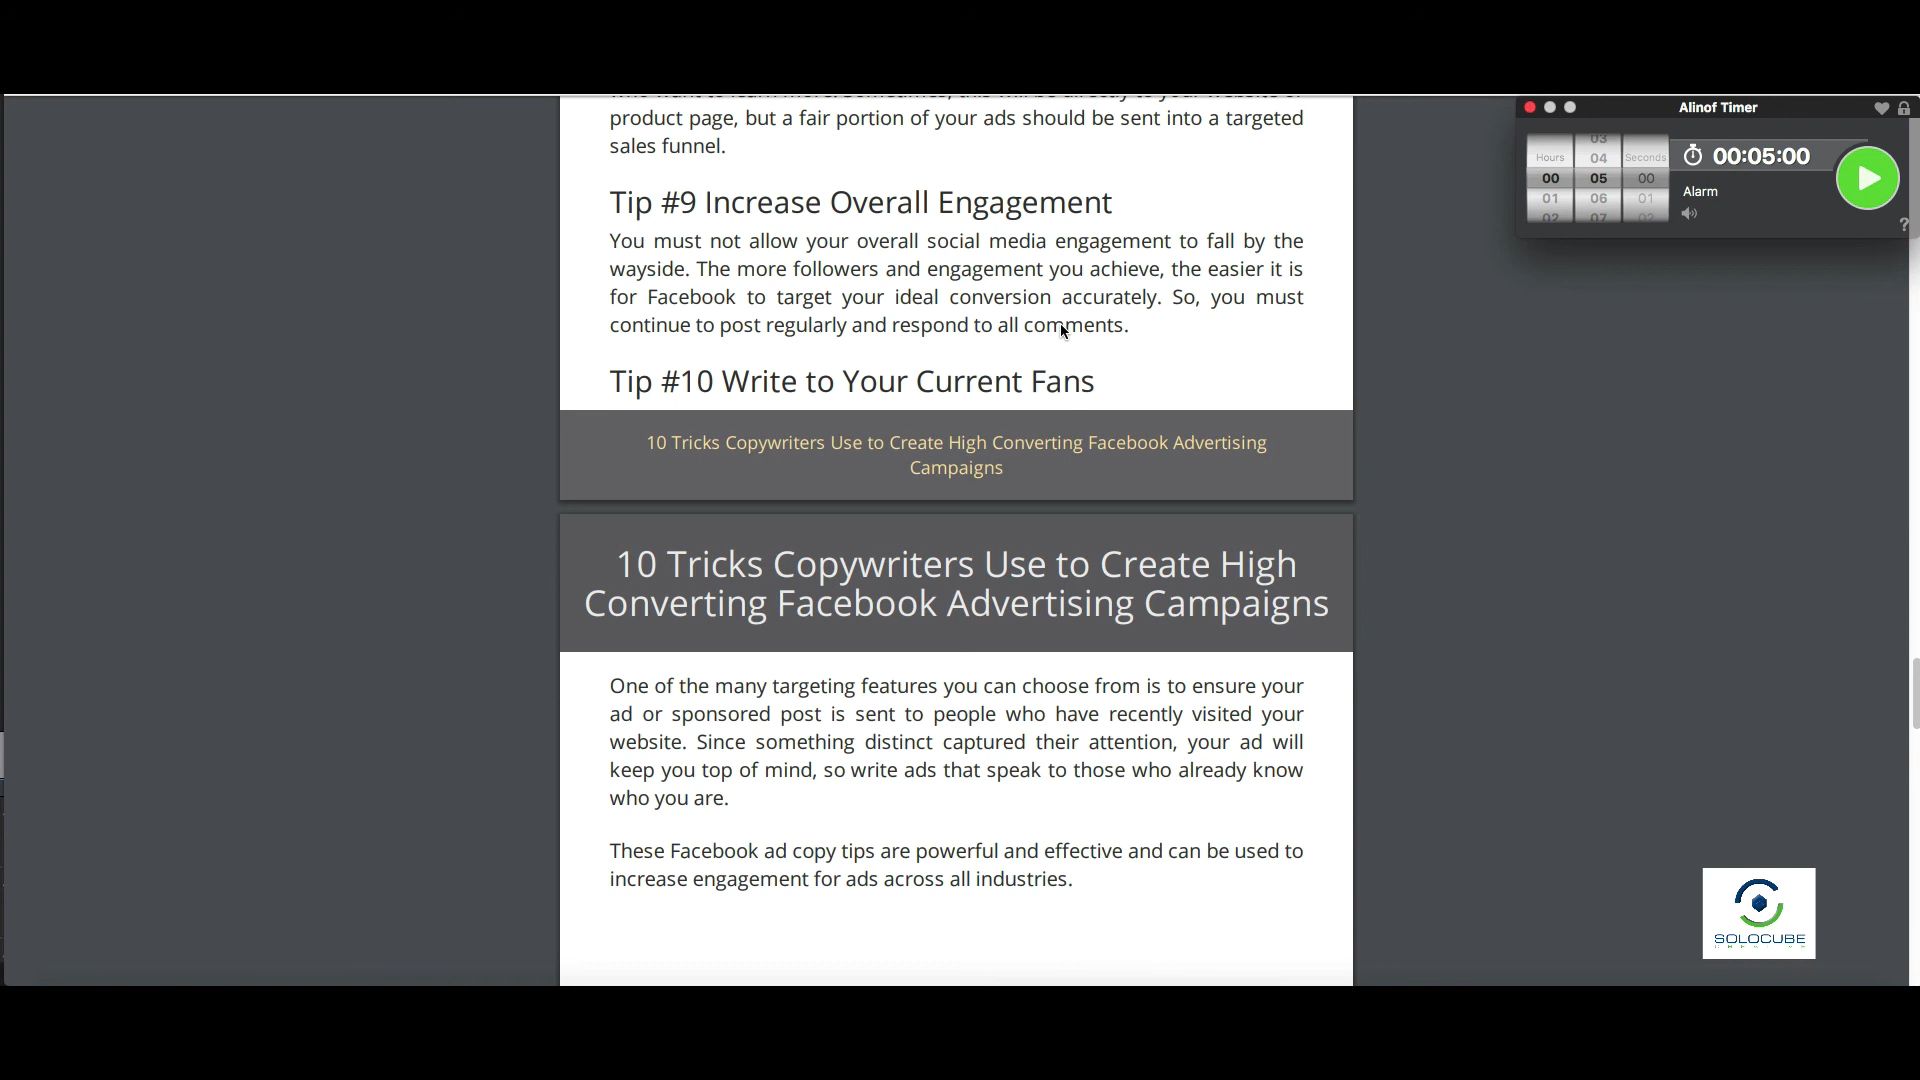 product page, but a fair portion of your ads should be sent into a targeted
sales funnel.
Tip #9 Increase Overall Engagement
You must not allow your overall social media engagement to fall by the
wayside. The more followers and engagement you achieve, the easier it is
for Facebook to target your ideal conversion accurately. So, you must
continue to post regularly and respond to all comments.
Tip #10 Write to Your Current Fans
10 Tricks Copywriters Use to Create High Converting Facebook Advertising
Campaigns
10 Tricks Copywriters Use to Create High
Converting Facebook Advertising Campaigns
One of the many targeting features you can choose from is to ensure your
ad or sponsored post is sent to people who have recently visited your
website. Since something distinct captured their attention, your ad will
keep you top of mind, so write ads that speak to those who already know
who you are.
These Facebook ad copy tips are powerful and effective and can be used to
increase engagement for ads across all industries.
Alinof Timer
03
Hours 04 Seconds
00 05 00
01 06 01
02 07 02
00:05:00
Alarm
?
SOLOCUBE